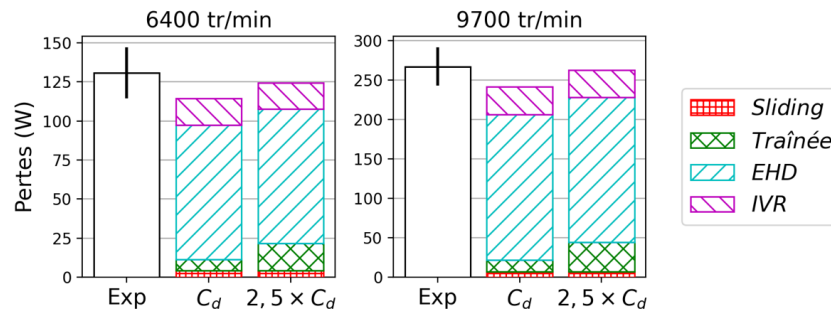 6400 tr/min
9700 tr/min
Pertes (W)
150
125
100
75
50
25
0
Exp
C_d
2,5 × C_d
300
250
200
150
100
50
0
Exp
C_d
2,5 × C_d
Sliding
Traînée
EHD
IVR